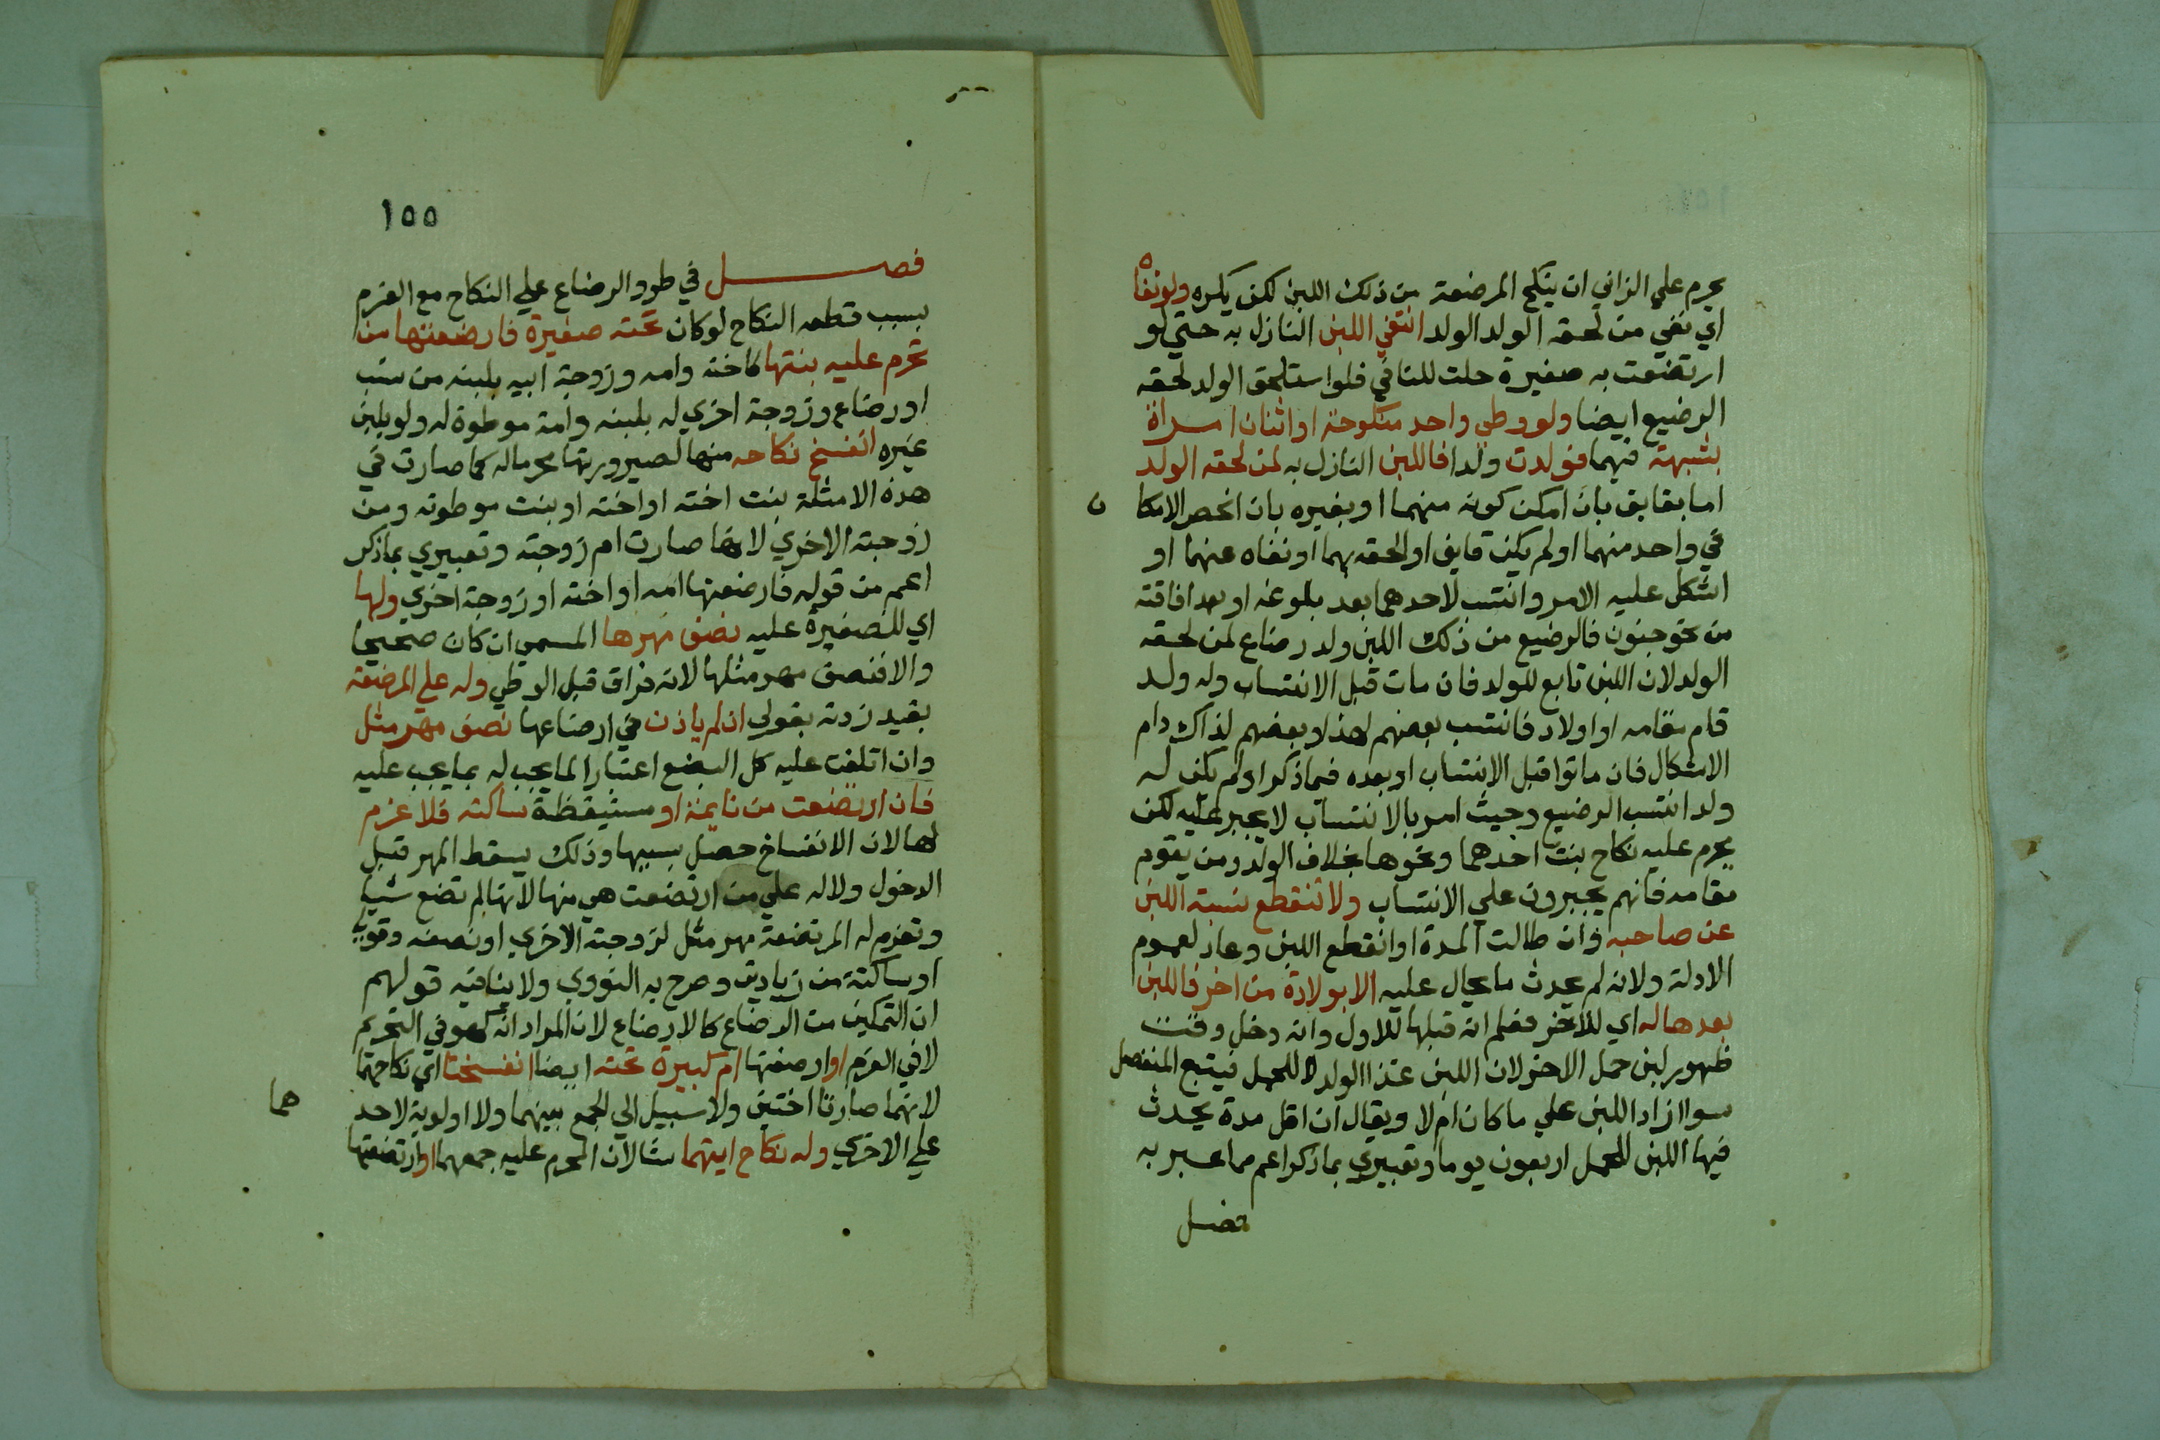 يحرم علي الزاني ان ينكح المرضعة من ذلك اللبن لكن يكره ولو نفاه
اي نفي من لحقه الولد الولد انتفي اللبن النازل به حتي لو
ارتضعت به صغيرة حلت للنافي فلو استلحق الولد لحقه
الرضيع ايضا ولو وطي واحد منكوحة او اثنان امراة
بشبهة فيهما فولدت ولدا فاللبن النازل به لمن لحقه الولد
اما بقايف بان امكن كونه منهما او بغيره بان انحصر الامكا
ن
في واحد منهما او لم يكن قايف او الحقه بهما او نفاه عنهما او
اشكل عليه الامر وانتسب لاحدهما بعد بلوغه او بعد افاقته
من نحو جنون فالرضيع من ذلك اللبن ولد رضاع لمن لحقه
الولد لان اللبن تابع للولد فان مات قبل الانتساب وله ولد
قام مقامه او اولاد فانتسب بعضهم لهذا وبعضهم لذاك دام
الاشكال فان ماتوا قبل الانتساب او بعده فيما ذكر او لم يكن له
ولد انتسب الرضيع وحيث امر بالانتساب لا يجبر عليه لكن
يحرم عليه نكاح بنت احدهما ونحوها بخلاف الولد ومن يقوم
مقامه فانهم يجبرون علي الانتساب ولا تنقطع نسبة اللبن
عن صاحبه وان طالت المدة او انقطع اللبن وعاد لعموم
الادلة ولانه لم يحدث ما يحال عليه الا بولادة من اخر فاللبن
بعدها له اي للاخر فعلم انه قبلها للاول وانه دخل وقت
ظهور لبن حمل الاخر لان اللبن غذا الولد لا للحمل فيتبع المنفصل
سوا ازاد اللبن علي ما كان ام لا ويقال ان اقل مدة يحدث
فيها اللبن للحمل اربعون يوما وتعبيري بما ذكر اعم مما عبر به
فصل
١٥٥
فصل في طرو الرضاع علي النكاح مع الغرم
بسبب قطعه النكاح لو كان تحته صغيرة فارضعتها من
تحرم عليه بنتها كاخته وامه وزوجة ابيه بلبنه من نسب
او رضاع وزوجة اخري له بلبنه وامة موطوة له ولو بلبن
غيره انفسخ نكاحه منها لصيرورتها محرما له كما صارت في
هذه الامثلة بنت اخته او اخته او بنت موطوته ومن
زوجته الاخري لانها صارت ام زوجته وتعبيري بما ذكر
اعم من قوله فارضعتها امه او اخته او زوجة اخري ولها
اي للصغيرة عليه نصف مهرها المسمي ان كان صحيحا
والا فنصف مهر مثلها لانه فراق قبل الوطي وله علي المرضعة
بقيد زدته بقولي ان لم ياذن في ارضاعها نصف مهر مثل
وان اتلفت عليه كل البضع اعتبارا لما يجب له بما يجب عليه
فان ارتضعت من نايمة او مستيقظة ساكتة فلا غرم
لها لان الانفساخ حصل بسببها وذلك يسقط المهر قبل
الدخول ولا له علي من ارتضعت هي منها لانها لم تضع شيا
وتغرم له المرتضعة مهر مثل لزوجته الاخري او نصفه وقولي
او ساكتة من زيادتي وصرح به النووي ولا ينافيه قولهم
ان التمكين من الرضاع كالارضاع لان المراد انه كهو في التحريم
لا في الغرم او ارضعتها ام كبيرة تحته ايضا انفسختا اي نكاحهما
لانهما صارتا اختين ولا سبيل الي الجمع بينهما ولا اولوية لاحد
هما
علي الاخري وله نكاح ايتهما شا لان المحرم عليه جمعهما او ارتضعتها